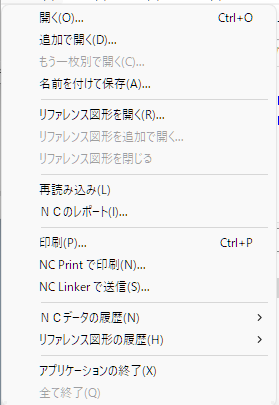 開く(O)... Ctrl+O
追加で開く(D)...
もう一枚別で開く(C)...
名前を付けて保存(A)...
リファレンス図形を開く(R)...
リファレンス図形を追加で開く...
リファレンス図形を閉じる
再読み込み(L)
ＮＣのレポート(I)...
印刷(P)... Ctrl+P
NC Print で印刷(N)...
NC Linker で送信(S)...
ＮＣデータの履歴(N)
リファレンス図形の履歴(H)
アプリケーションの終了(X)
全て終了(Q)